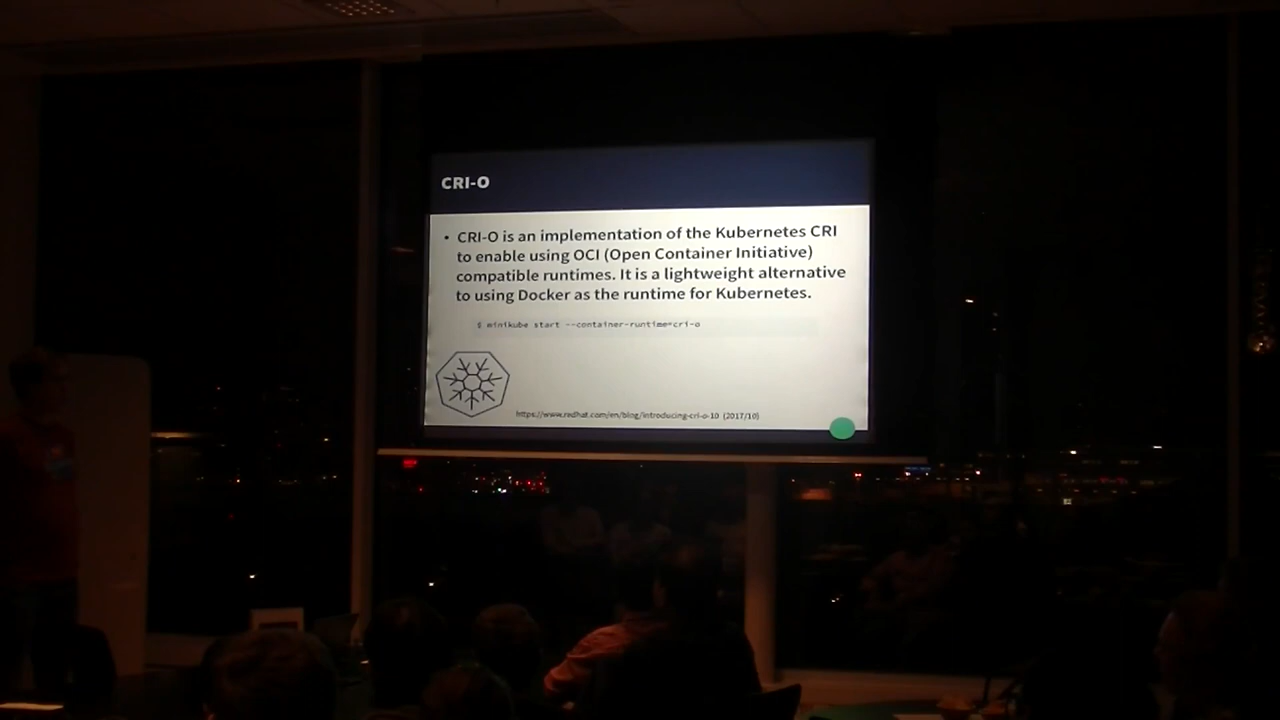 CRI-O
• CRI-O is an implementation of the Kubernetes CRI
to enable using OCI (Open Container Initiative)
compatible runtimes. It is a lightweight alternative
to using Docker as the runtime for Kubernetes.
$ minikube start --container-runtime=cri-o
https://www.redhat.com/en/blog/introducing-cri-o-10 (2017/10)